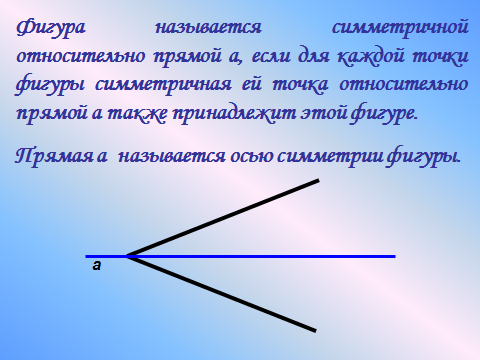 Фигура называется симметричной
относительно прямой а, если для каждой точки
фигуры симметричная ей точка относительно
прямой а также принадлежит этой фигуре.
Прямая а называется осью симметрии фигуры.
а